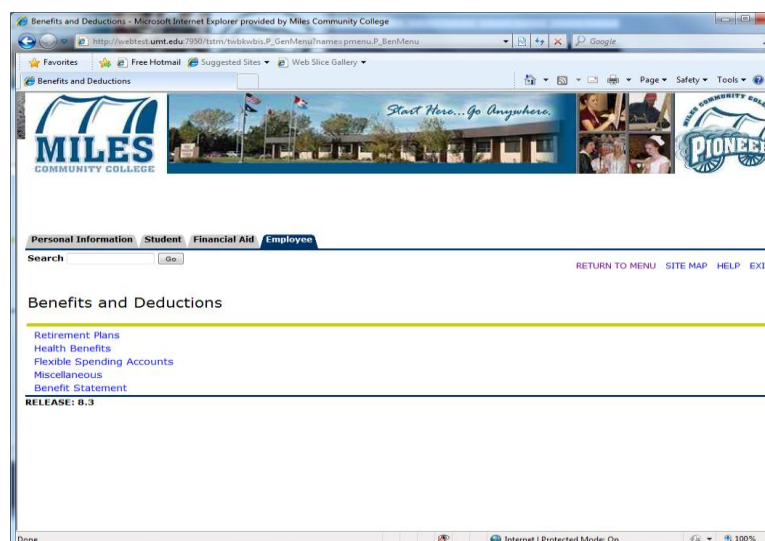 Benefits and Deductions - Microsoft Internet Explorer provided by Miles Community College
http://webtest.umt.edu:7950/tstm/twbkwbis.P_GenMenu?name=pmenu.P_BenMenu
Google
Favorites Free Hotmail Suggested Sites Web Slice Gallery
Benefits and Deductions
Page Safety Tools
MILES
COMMUNITY COLLEGE
Start Here...Go Anywhere.
COMMUNITY
PIONEE
Personal Information Student Financial Aid Employee
Search Go
RETURN TO MENU SITE MAP HELP EXI
Benefits and Deductions
Retirement Plans
Health Benefits
Flexible Spending Accounts
Miscellaneous
Benefit Statement
RELEASE: 8.3
Done Internet | Protected Mode: On 100%